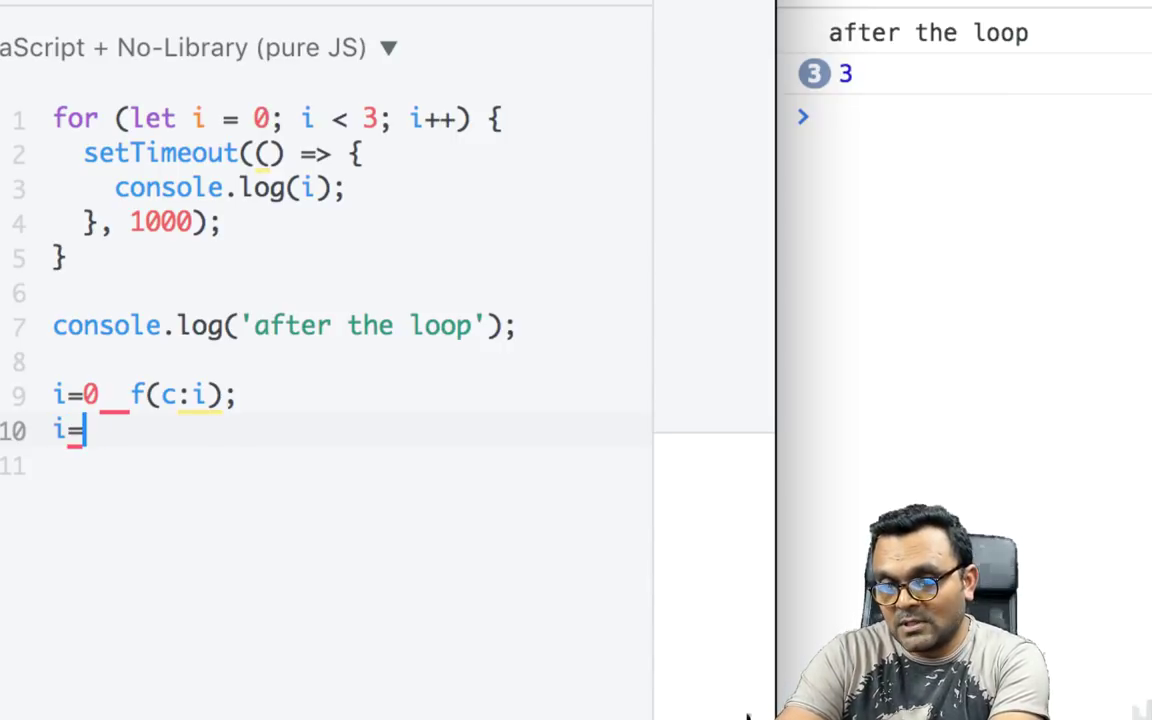 aScript + No-Library (pure JS) ▼
1 for (let i = 0; i < 3; i++) {
2 setTimeout(() => {
3 console.log(i);
4 }, 1000);
5 }
6
7 console.log('after the loop');
8
9 i=0 f(c:i);
10 i=
11
after the loop
3 3
>